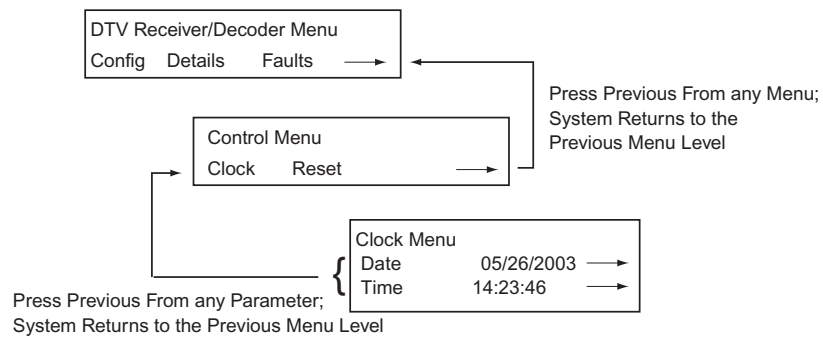 DTV Receiver/Decoder Menu
Config Details Faults
Press Previous From any Menu;
System Returns to the
Previous Menu Level
Control Menu
Clock Reset
Clock Menu
Date 05/26/2003
Time 14:23:46
Press Previous From any Parameter;
System Returns to the Previous Menu Level